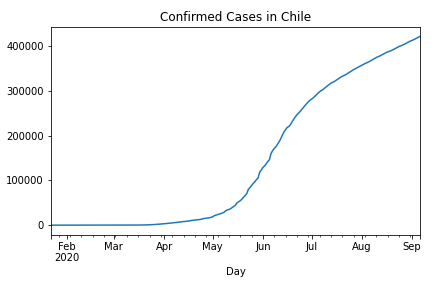 Confirmed Cases in Chile
400000
300000
200000
100000
0
Feb Mar Apr May Jun Jul Aug Sep
2020
Day